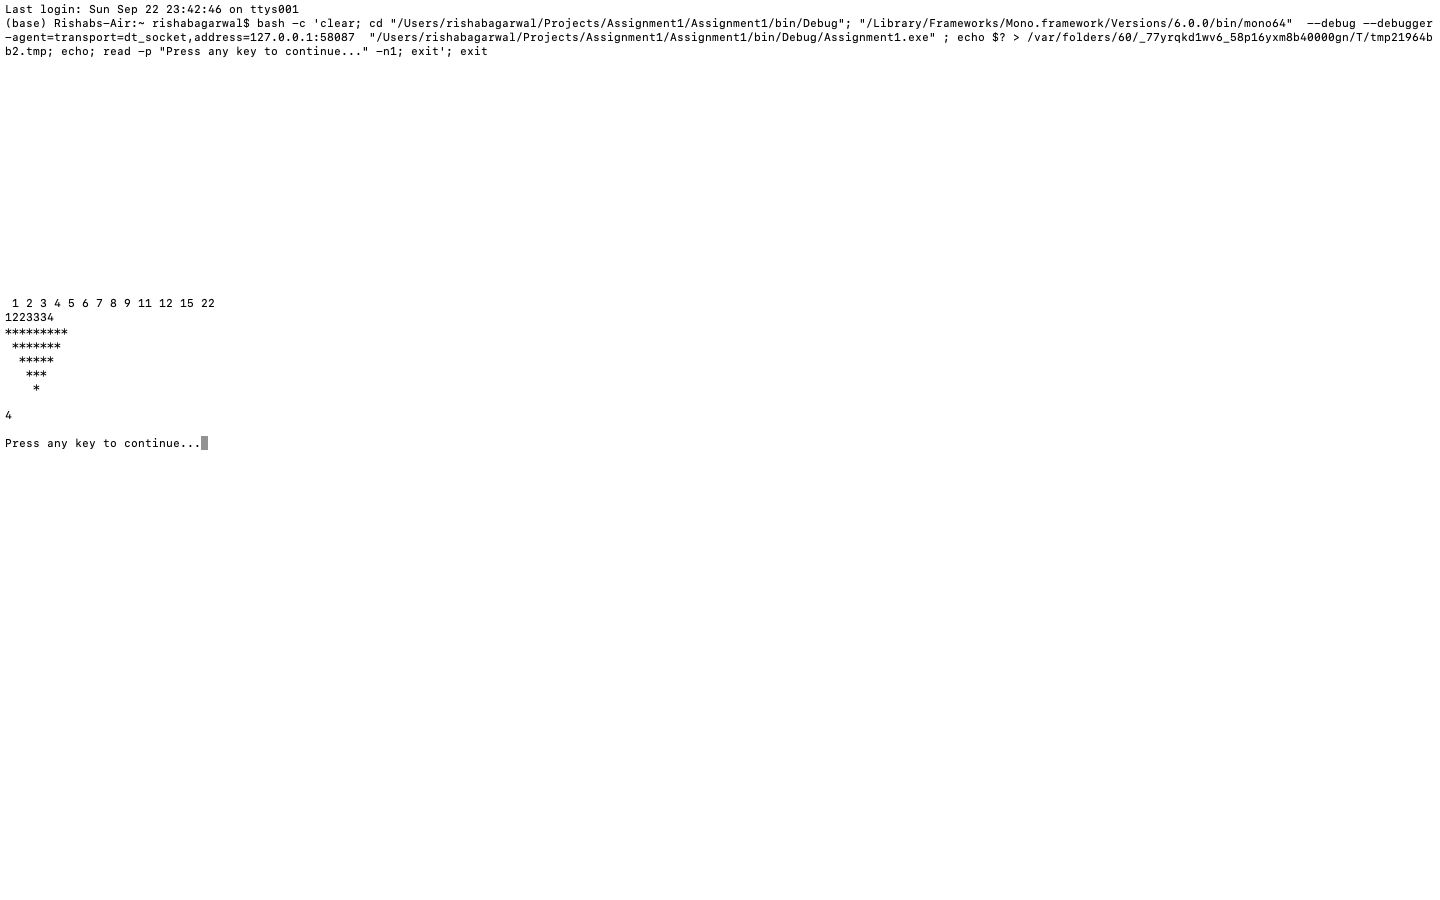 Last login: Sun Sep 22 23:42:46 on ttys001
(base) Rishabs-Air:~ rishabagarwal$ bash -c 'clear; cd "/Users/rishabagarwal/Projects/Assignment1/Assignment1/bin/Debug"; "/Library/Frameworks/Mono.framework/Versions/6.0.0/bin/mono64"  --debug --debugger
-agent=transport=dt_socket,address=127.0.0.1:58087  "/Users/rishabagarwal/Projects/Assignment1/Assignment1/bin/Debug/Assignment1.exe" ; echo $? > /var/folders/60/_77yrqkd1wv6_58p16yxm8b40000gn/T/tmp21964b
b2.tmp; echo; read -p "Press any key to continue..." -n1; exit'; exit
 1 2 3 4 5 6 7 8 9 11 12 15 22
1223334
*********
 *******
  *****
   ***
    *
4
Press any key to continue...